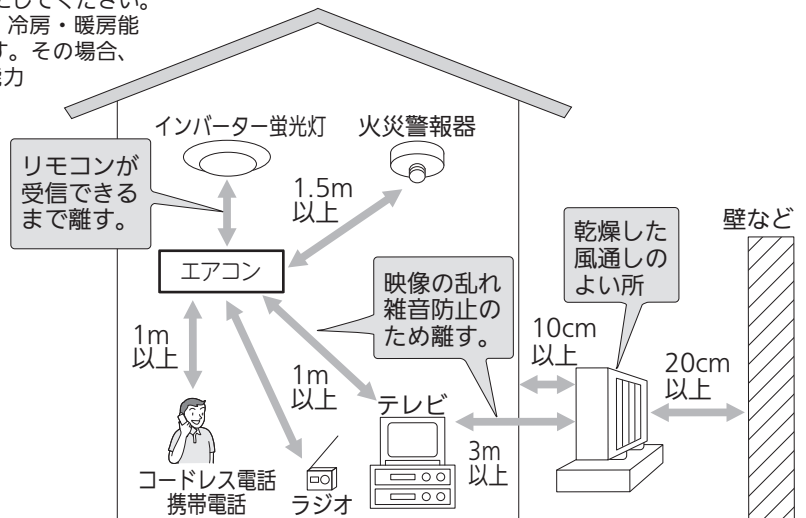 にしてください。
冷房・暖房能
す。その場合、
能力
インバーター蛍光灯
火災警報器
リモコンが
受信できる
まで離す。
1.5m
以上
エアコン
映像の乱れ
雑音防止の
ため離す。
乾燥した
風通しの
よい所
壁など
1m
以上
1m
以上
10cm
以上
20cm
以上
テレビ
3m
以上
コードレス電話
携帯電話
ラジオ